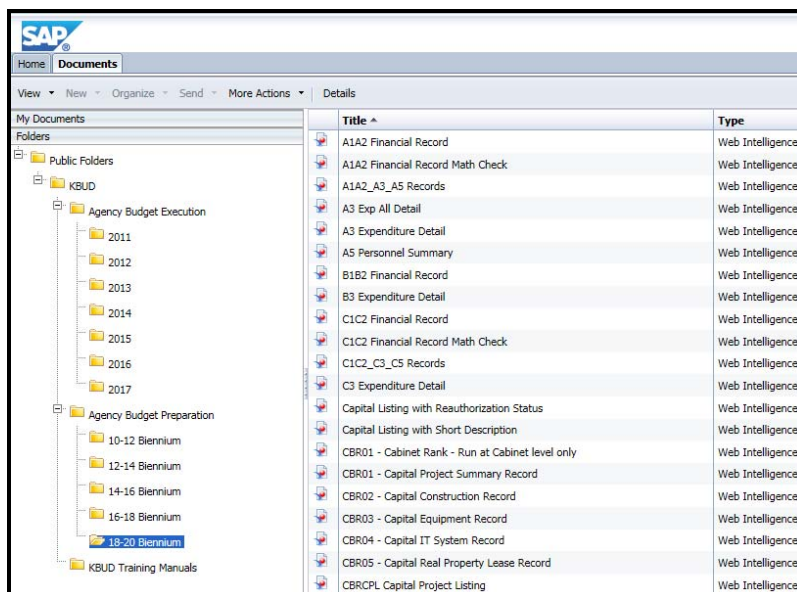 SAP®
Home Documents
View New Organize Send More Actions Details
My Documents
Folders
Public Folders
KBUD
Agency Budget Execution
2011
2012
2013
2014
2015
2016
2017
Agency Budget Preparation
10-12 Biennium
12-14 Biennium
14-16 Biennium
16-18 Biennium
18-20 Biennium
KBUD Training Manuals
Title Type
A1A2 Financial Record Web Intelligence
A1A2 Financial Record Math Check Web Intelligence
A1A2_A3_A5 Records Web Intelligence
A3 Exp All Detail Web Intelligence
A3 Expenditure Detail Web Intelligence
A5 Personnel Summary Web Intelligence
B1B2 Financial Record Web Intelligence
B3 Expenditure Detail Web Intelligence
C1C2 Financial Record Web Intelligence
C1C2 Financial Record Math Check Web Intelligence
C1C2_C3_C5 Records Web Intelligence
C3 Expenditure Detail Web Intelligence
Capital Listing with Reauthorization Status Web Intelligence
Capital Listing with Short Description Web Intelligence
CBR01 - Cabinet Rank - Run at Cabinet level only Web Intelligence
CBR01 - Capital Project Summary Record Web Intelligence
CBR02 - Capital Construction Record Web Intelligence
CBR03 - Capital Equipment Record Web Intelligence
CBR04 - Capital IT System Record Web Intelligence
CBR05 - Capital Real Property Lease Record Web Intelligence
CBRCPL Capital Project Listing Web Intelligence